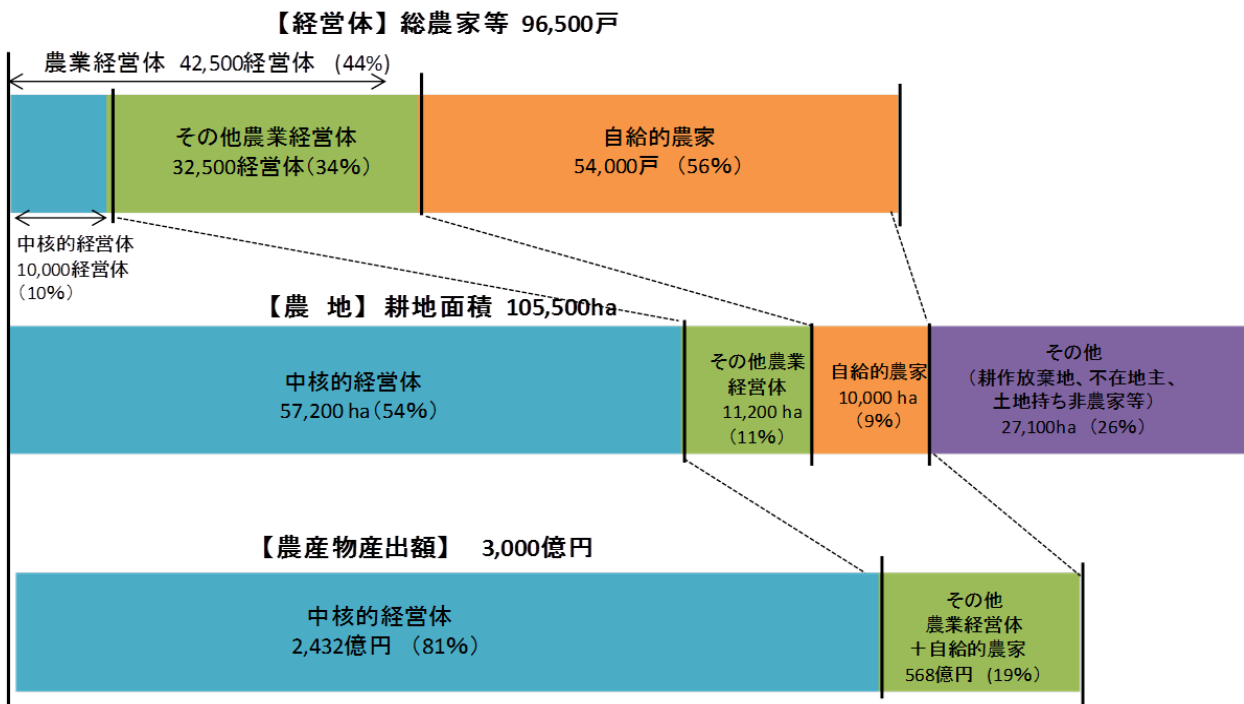 【経営体】総農家等 96,500戸
農業経営体 42,500経営体 (44%)
その他農業経営体
32,500経営体(34%)
自給的農家
54,000戸 (56%)
中核的経営体
10,000経営体
(10%)
【農 地】耕地面積 105,500ha
中核的経営体
57,200 ha(54%)
その他農業
経営体
11,200 ha
(11%)
自給的農家
10,000 ha
(9%)
その他
(耕作放棄地、不在地主、
土地持ち非農家等)
27,100ha (26%)
【農産物産出額】 3,000億円
中核的経営体
2,432億円 (81%)
その他
農業経営体
+自給的農家
568億円 (19%)